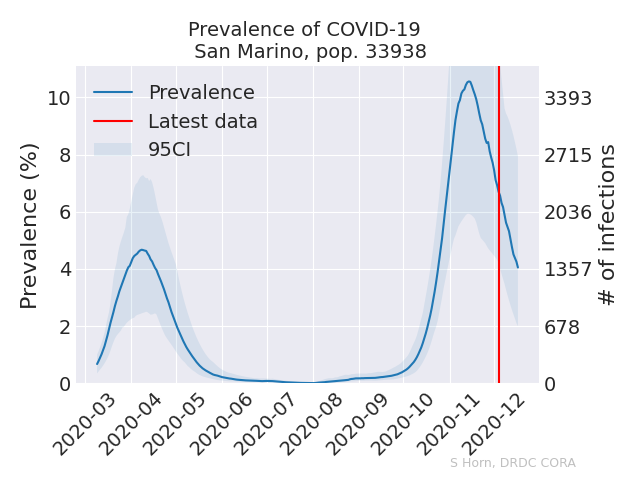 Prevalence of COVID-19
San Marino, pop. 33938
Prevalence (%)
10
8
6
4
2
0
Prevalence
Latest data
95CI
3393
2715
2036
1357
678
0
# of infections
2020-03
2020-04
2020-05
2020-06
2020-07
2020-08
2020-09
2020-10
2020-11
2020-12
S Horn, DRDC CORA